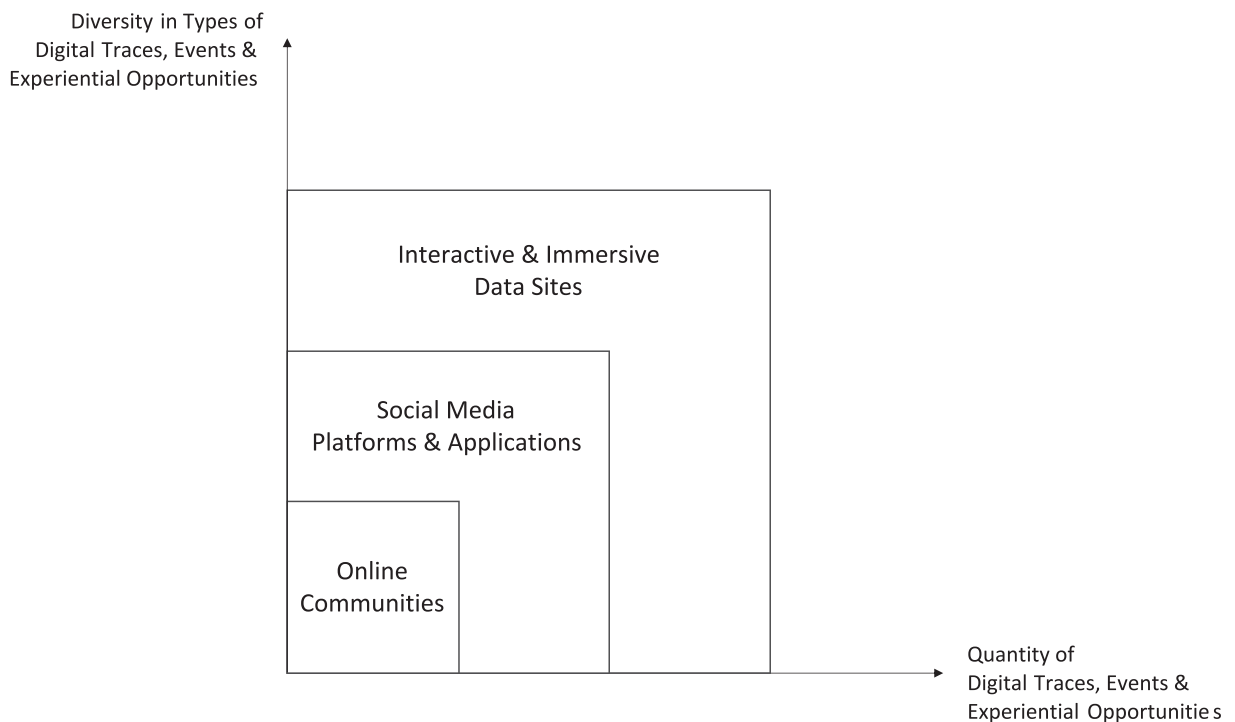 Diversity in Types of
Digital Traces, Events &
Experiential Opportunities
Interactive & Immersive
Data Sites
Social Media
Platforms & Applications
Online
Communities
Quantity of
Digital Traces, Events &
Experiential Opportunities